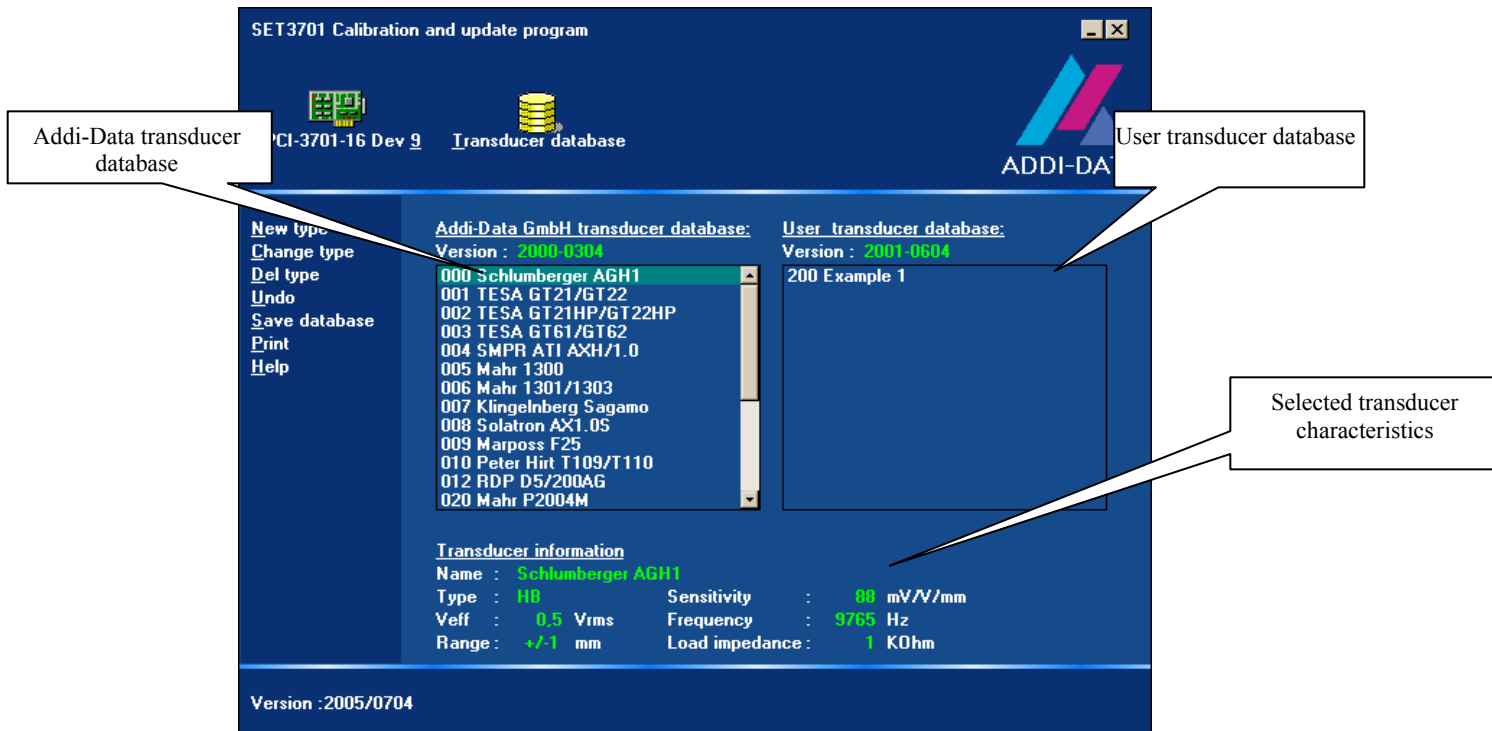 SET3701 Calibration and update program
Addi-Data transducer
database
PCI-3701-16 Dev 9
Transducer database
ADDI-DAT
User transducer database
New type
Change type
Del type
Undo
Save database
Print
Help
Addi-Data GmbH transducer database:
Version : 2000-0304
000 Schlumberger AGH1
001 TESA GT21/GT22
002 TESA GT21HP/GT22HP
003 TESA GT61/GT62
004 SMPR ATI AXH/1.0
005 Mahr 1300
006 Mahr 1301/1303
007 Klingelnberg Sagamo
008 Solatron AX1.0S
009 Marposs F25
010 Peter Hirt T109/T110
012 RDP D5/200AG
020 Mahr P2004M
User transducer database:
Version : 2001-0604
200 Example 1
Selected transducer
characteristics
Transducer information
Name : Schlumberger AGH1
Type : HB Sensitivity : 88 mV/V/mm
Veff : 0,5 Vrms Frequency : 9765 Hz
Range : +/-1 mm Load impedance : 1 KOhm
Version :2005/0704